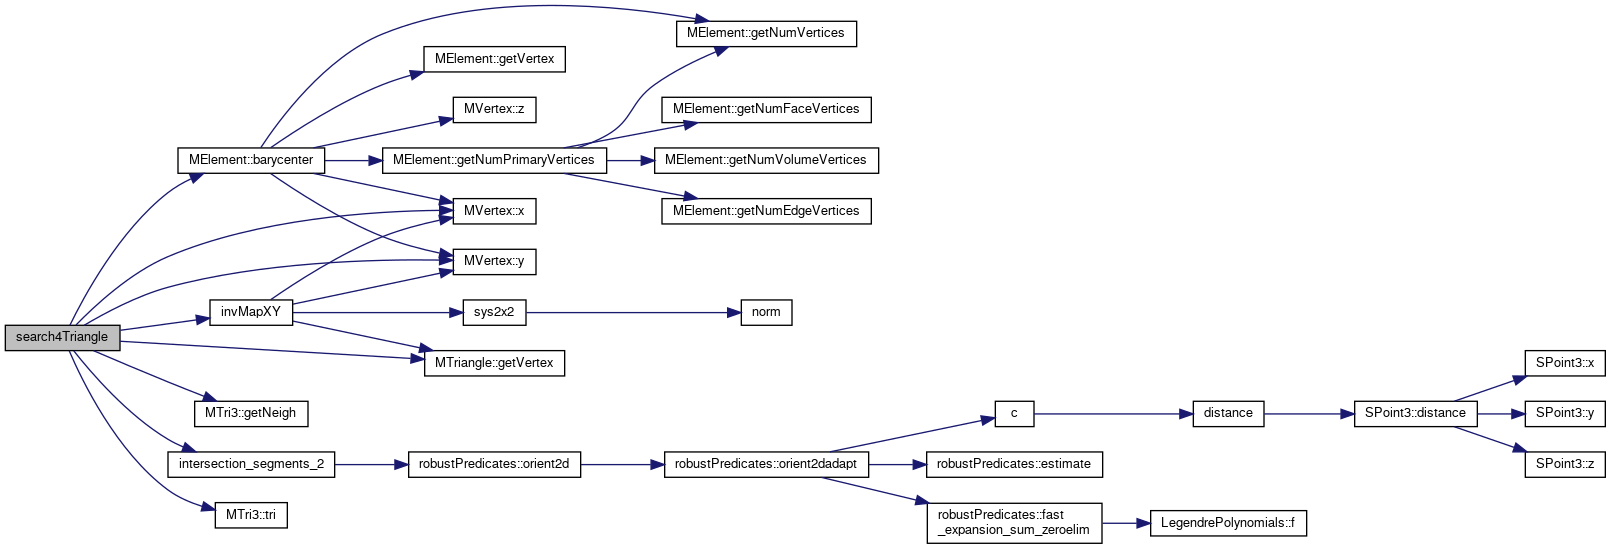 search4Triangle
MElement::barycenter
invMapXY
MTri3::getNeigh
intersection_segments_2
MTri3::tri
MElement::getVertex
MVertex::z
MElement::getNumPrimaryVertices
MVertex::x
MVertex::y
sys2x2
MTriangle::getVertex
robustPredicates::orient2d
MElement::getNumVertices
MElement::getNumFaceVertices
MElement::getNumVolumeVertices
MElement::getNumEdgeVertices
norm
robustPredicates::orient2dadapt
c
robustPredicates::estimate
robustPredicates::fast
_expansion_sum_zeroelim
distance
LegendrePolynomials::f
SPoint3::distance
SPoint3::x
SPoint3::y
SPoint3::z